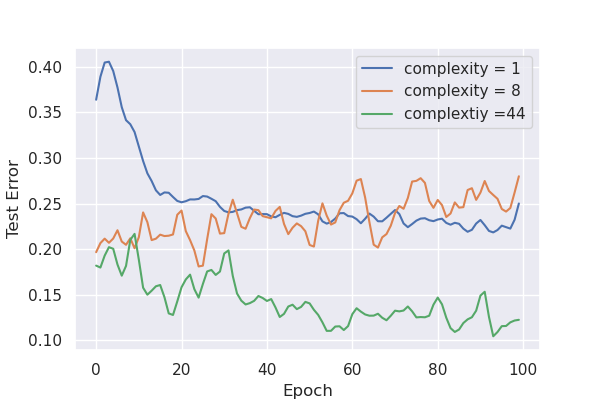 0.40
0.35
0.30
0.25
0.20
0.15
0.10
Test Error
complexity = 1
complexity = 8
complextiy =44
0 20 40 60 80 100
Epoch